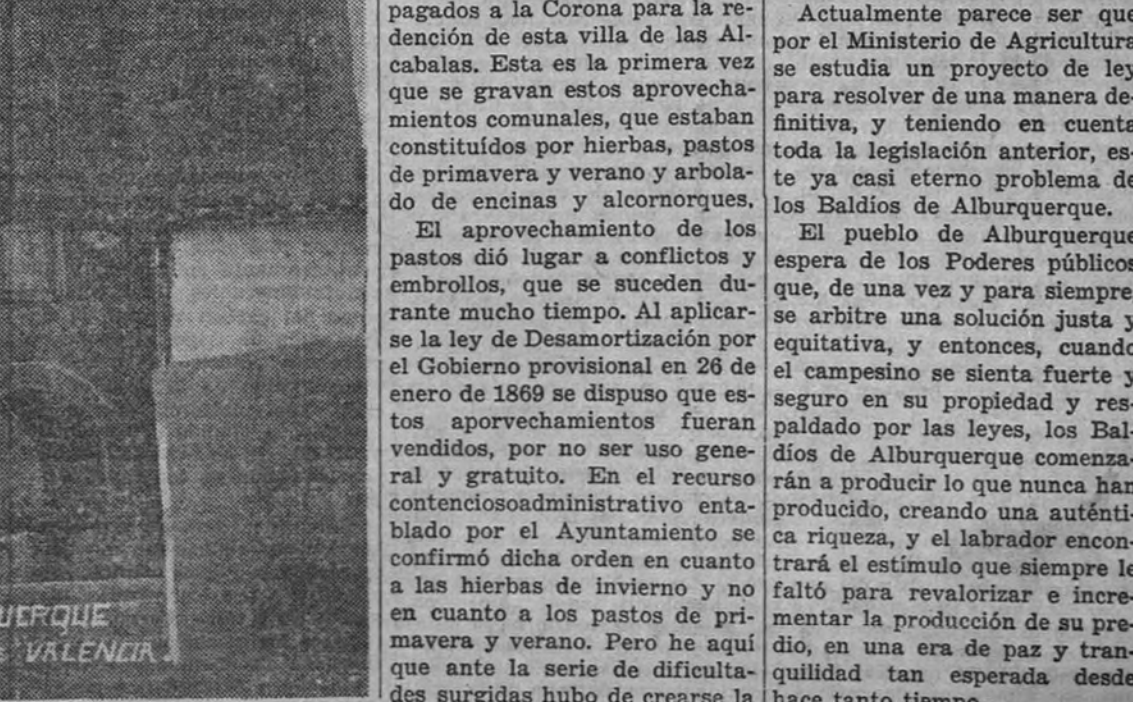 pagados a la Corona para la re-
dención de esta villa de las Al-
cabalas. Esta es la primera vez
que se gravan estos aprovecha-
mientos comunales, que estaban
constituídos por hierbas, pastos
de primavera y verano y arbola-
do de encinas y alcornorques.
El aprovechamiento de los
pastos dió lugar a conflictos y
embrollos, que se suceden du-
rante mucho tiempo. Al aplicar-
se la ley de Desamortización por
el Gobierno provisional en 26 de
enero de 1869 se dispuso que es-
tos aporvechamientos fueran
vendidos, por no ser uso gene-
ral y gratuito. En el recurso
contenciosoadministrativo enta-
blado por el Ayuntamiento se
confirmó dicha orden en cuanto
a las hierbas de invierno y no
en cuanto a los pastos de pri-
mavera y verano. Pero he aquí
que ante la serie de dificulta-
des surgidas hubo de crearse la
Actualmente parece ser que
por el Ministerio de Agricultura
se estudia un proyecto de ley
para resolver de una manera de-
finitiva, y teniendo en cuenta
toda la legislación anterior, es-
te ya casi eterno problema de
los Baldíos de Alburquerque.
El pueblo de Alburquerque
espera de los Poderes públicos
que, de una vez y para siempre
se arbitre una solución justa y
equitativa, y entonces, cuando
el campesino se sienta fuerte y
seguro en su propiedad y res-
paldado por las leyes, los Bal-
díos de Alburquerque comenza-
rán a producir lo que nunca han
producido, creando una auténti-
ca riqueza, y el labrador encon-
trará el estímulo que siempre le
faltó para revalorizar e incre-
mentar la producción de su pre-
dio, en una era de paz y tran-
quilidad tan esperada desde
hace tanto tiempo
UERQUE
VALENCIA